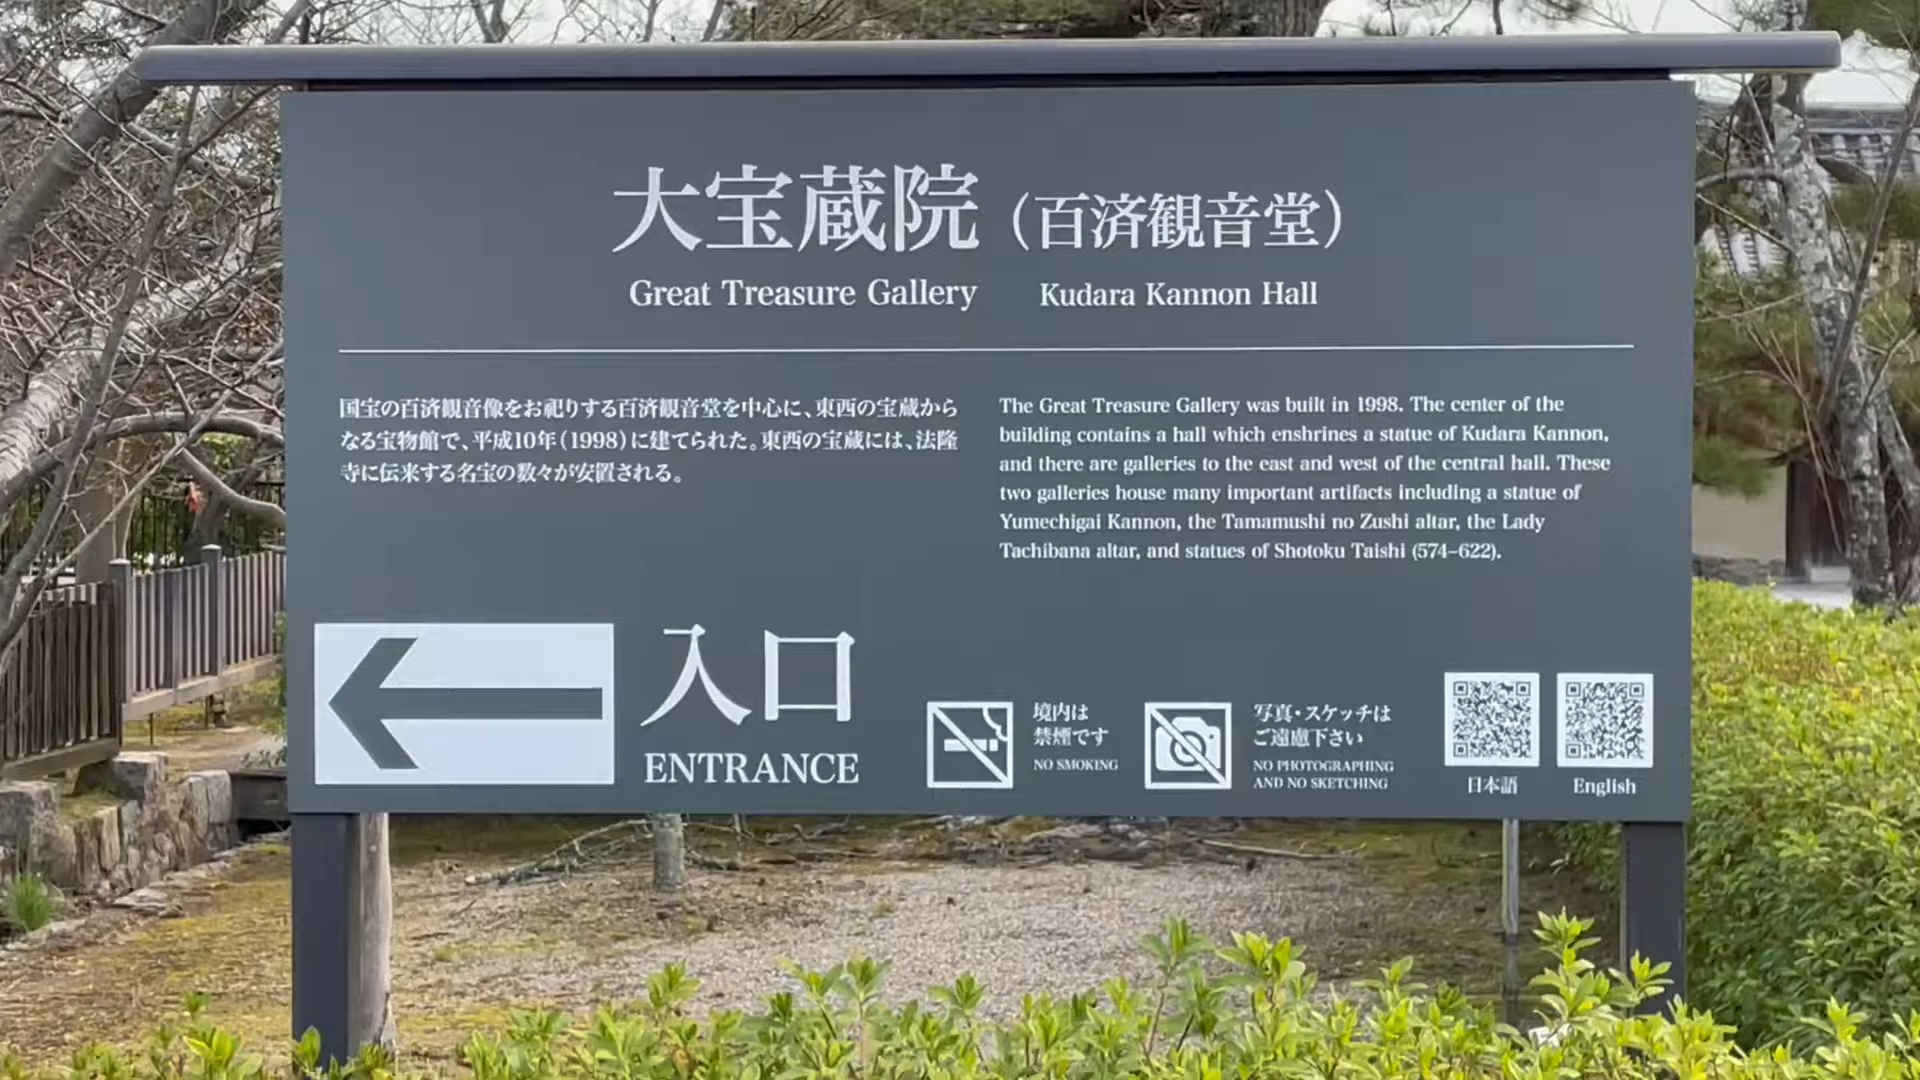 大宝蔵院（百済観音堂）
Great Treasure Gallery Kudara Kannon Hall
国宝の百済観音像をお祀りする百済観音堂を中心に、東西の宝蔵から
なる宝物館で、平成10年（1998）に建てられた。東西の宝蔵には、法隆
寺に伝来する名宝の数々が安置される。
The Great Treasure Gallery was built in 1998. The center of the
building contains a hall which enshrines a statue of Kudara Kannon,
and there are galleries to the east and west of the central hall. These
two galleries house many important artifacts including a statue of
Yumechigai Kannon, the Tamamushi no Zushi altar, the Lady
Tachibana altar, and statues of Shotoku Taishi (574–622).
入口
ENTRANCE
境内は
禁煙です
NO SMOKING
写真・スケッチは
ご遠慮下さい
NO PHOTOGRAPHING
AND NO SKETCHING
日本語
English